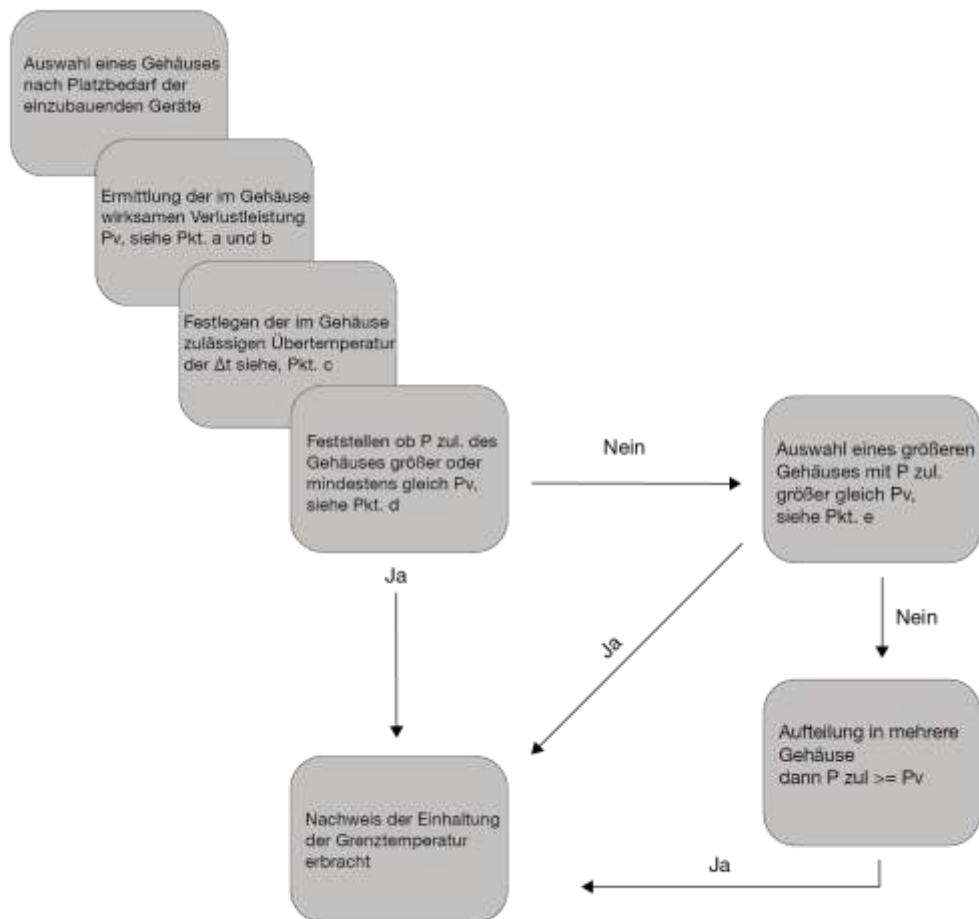 Auswahl eines Gehäuses
nach Platzbedarf der
einzubauenden Geräte
Ermittlung der im Gehäuse
wirksamen Verlustleistung
Pv, siehe Pkt. a und b
Festlegen der im Gehäuse
zulässigen Übertemperatur
der Δt siehe, Pkt. c
Feststellen ob P zul. des
Gehäuses größer oder
mindestens gleich Pv,
siehe Pkt. d
Nein
Auswahl eines größeren
Gehäuses mit P zul.
größer gleich Pv,
siehe Pkt. e
Ja
Ja
Nein
Aufteilung in mehrere
Gehäuse
dann P zul >= Pv
Nachweis der Einhaltung
der Grenztemperatur
erbracht
Ja